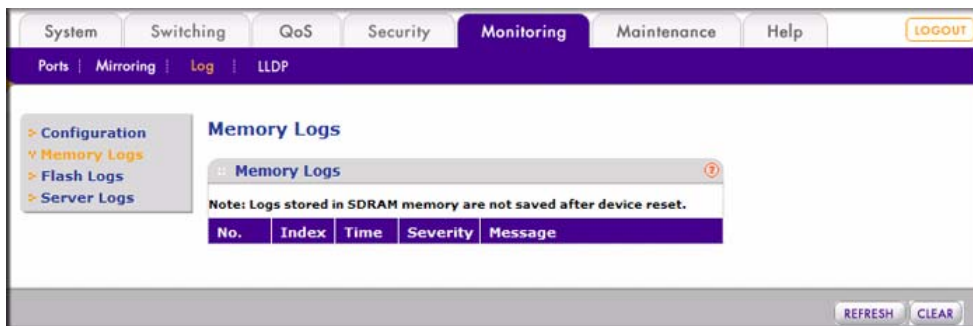 System Switching QoS Security Monitoring Maintenance Help LOGOUT
Ports Mirroring Log LLDP
Configuration
Memory Logs
Flash Logs
Server Logs
Memory Logs
Memory Logs ?
Note: Logs stored in SDRAM memory are not saved after device reset.
No. Index Time Severity Message
REFRESH CLEAR